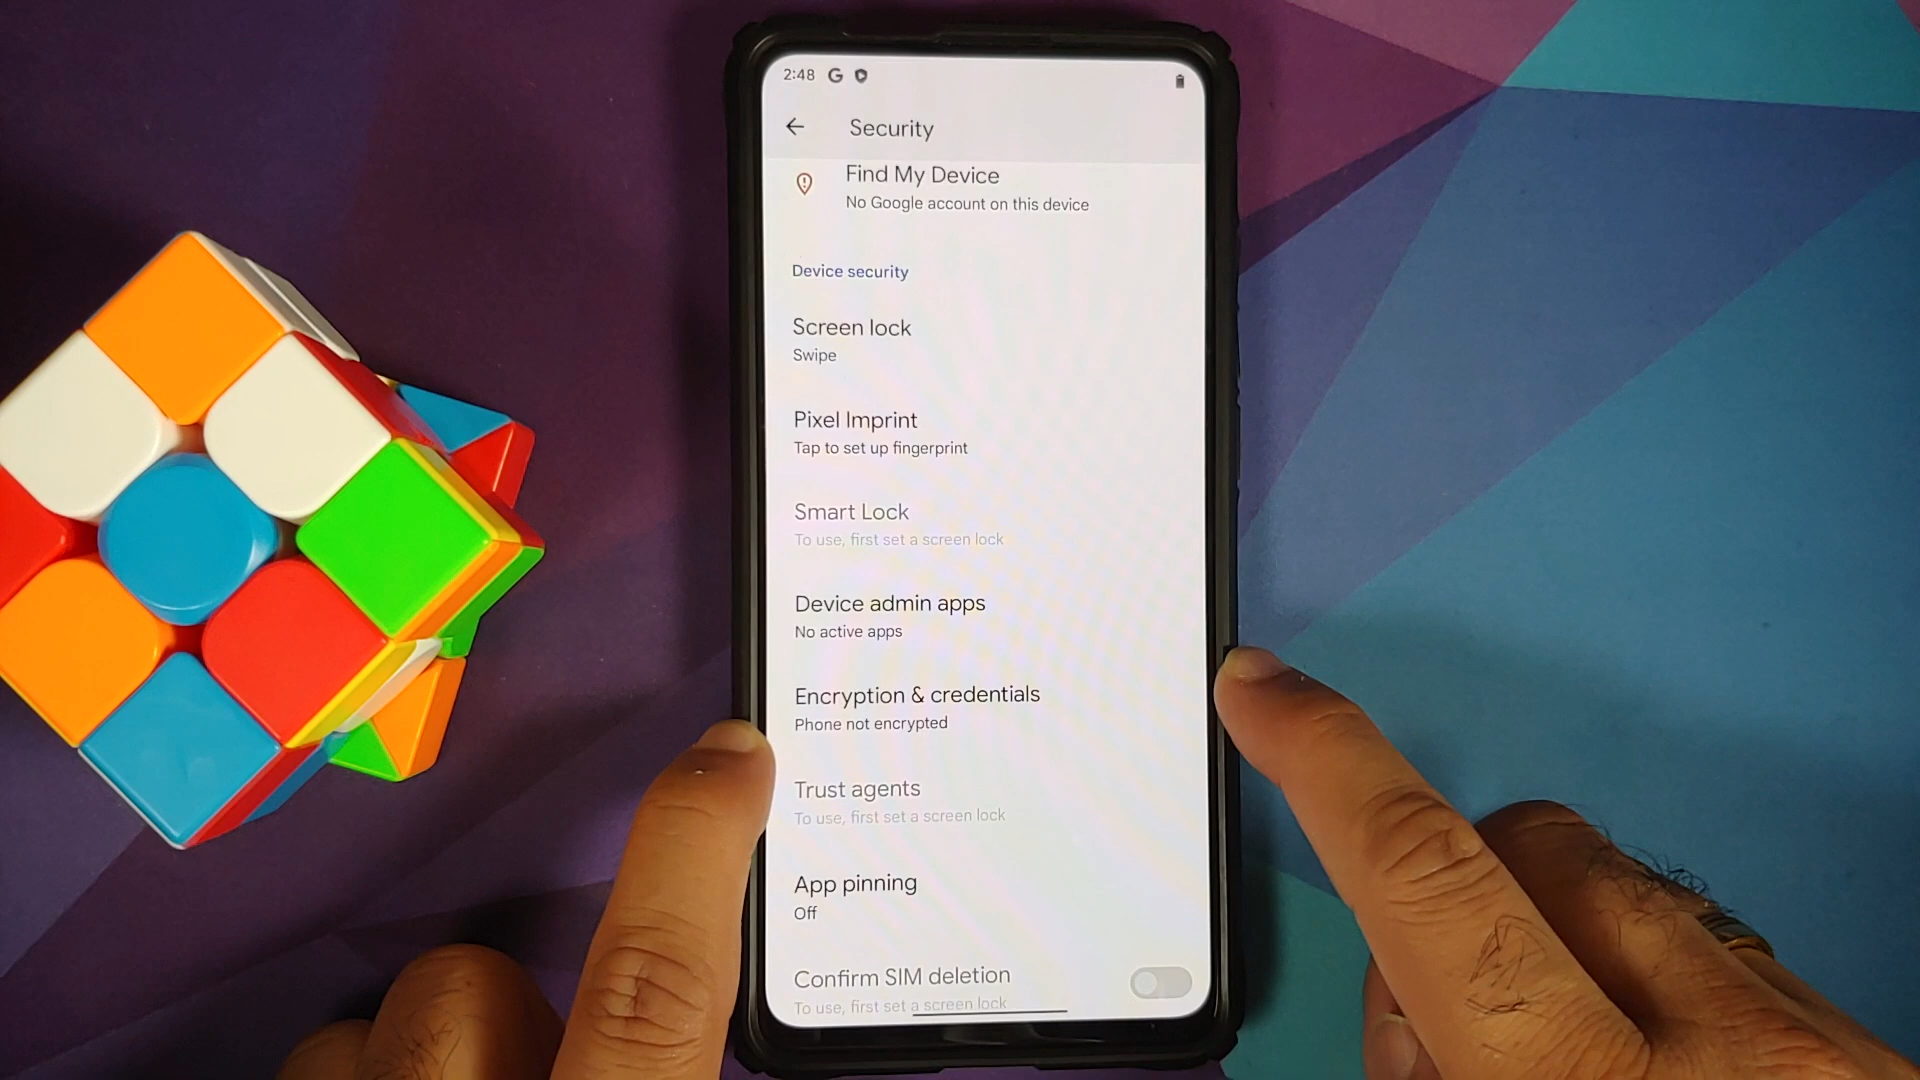 2:48 G
Security
Find My Device
No Google account on this device
Device security
Screen lock
Swipe
Pixel Imprint
Tap to set up fingerprint
Smart Lock
To use, first set a screen lock
Device admin apps
No active apps
Encryption & credentials
Phone not encrypted
Trust agents
To use, first set a screen lock
App pinning
Off
Confirm SIM deletion
To use, first set a screen lock